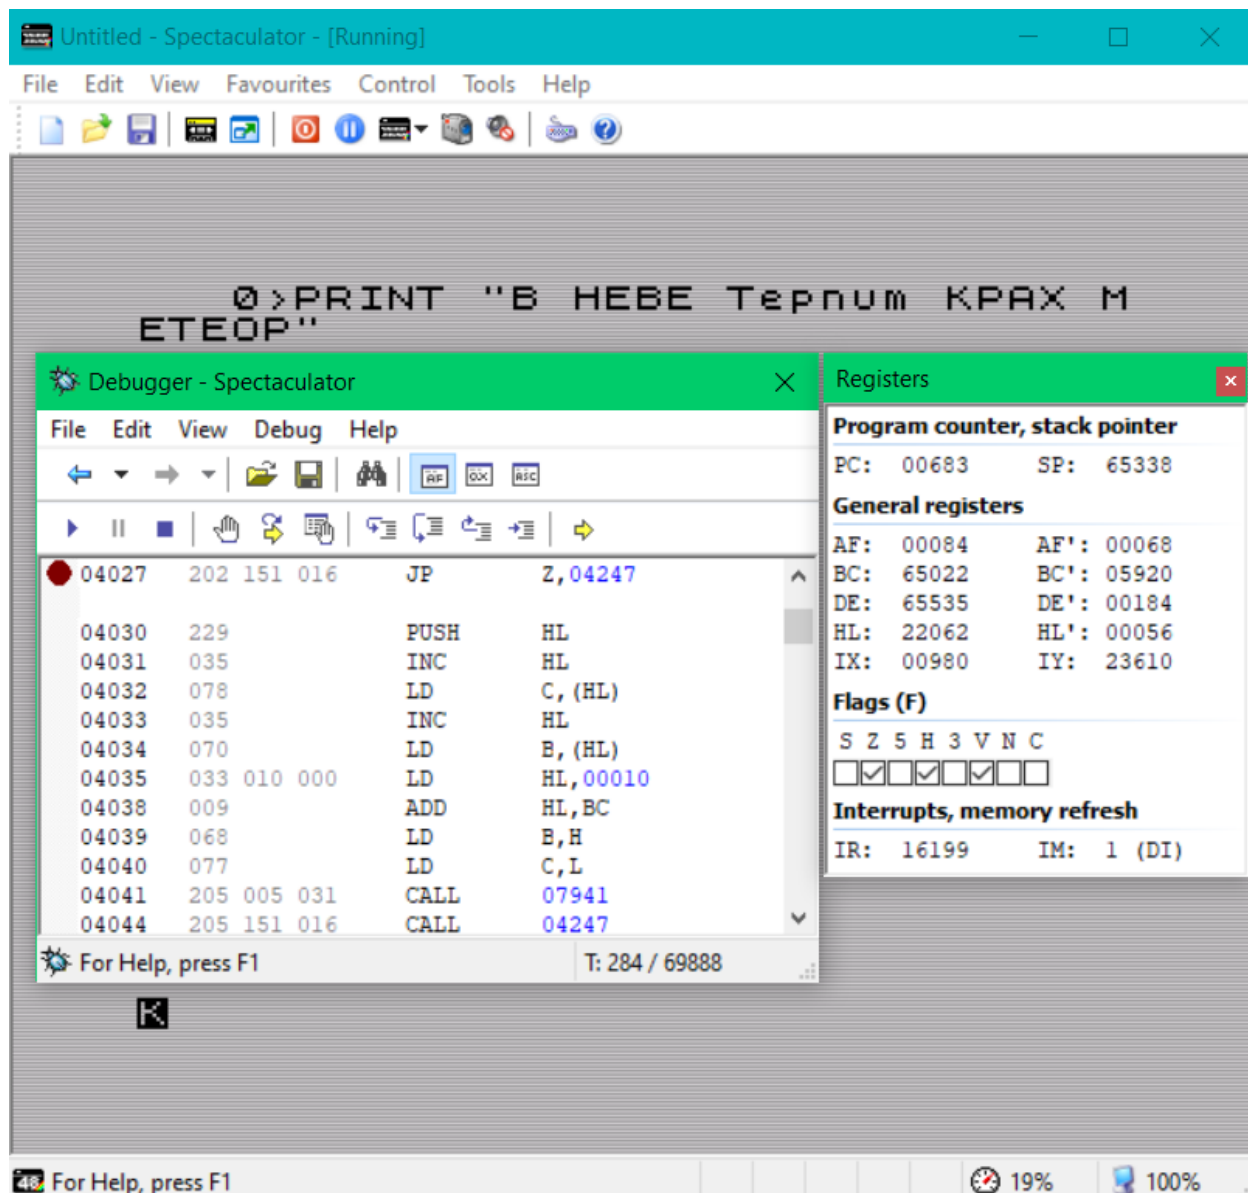 Untitled - Spectaculator - [Running]
File Edit View Favourites Control Tools Help
0>PRINT "В НЕВЕ Терпит КРАХ М
ЕТЕОР"
Debugger - Spectaculator
File Edit View Debug Help
04027 202 151 016 JP Z,04247
04030 229 PUSH HL
04031 035 INC HL
04032 078 LD C,(HL)
04033 035 INC HL
04034 070 LD B,(HL)
04035 033 010 000 LD HL,00010
04038 009 ADD HL,BC
04039 068 LD B,H
04040 077 LD C,L
04041 205 005 031 CALL 07941
04044 205 151 016 CALL 04247
For Help, press F1 T: 284 / 69888
Registers
Program counter, stack pointer
PC: 00683 SP: 65338
General registers
AF: 00084 AF': 00068
BC: 65022 BC': 05920
DE: 65535 DE': 00184
HL: 22062 HL': 00056
IX: 00980 IY: 23610
Flags (F)
S Z 5 H 3 V N C
Interrupts, memory refresh
IR: 16199 IM: 1 (DI)
K
48 For Help, press F1 19% 100%